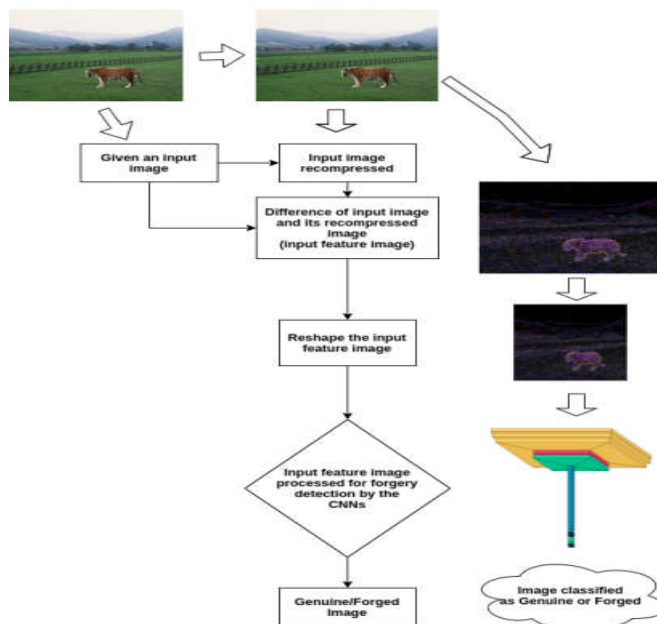 Given an input
image
Input image
recompressed
Difference of input image
and its recompressed
image
(input feature image)
Reshape the input
feature image
Input feature image
processed for forgery
detection by the
CNNs
Genuine/Forged
Image
Image classified
as Genuine or Forged